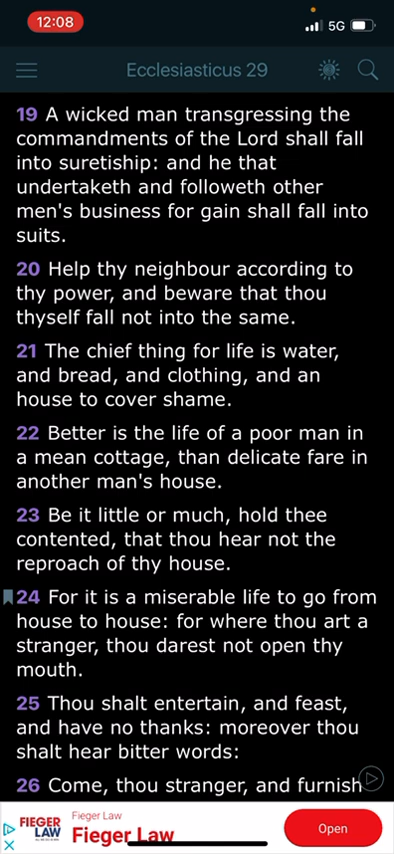 12:08
5G
Ecclesiasticus 29
19 A wicked man transgressing the
commandments of the Lord shall fall
into suretiship: and he that
undertaketh and followeth other
men's business for gain shall fall into
suits.
20 Help thy neighbour according to
thy power, and beware that thou
thyself fall not into the same.
21 The chief thing for life is water,
and bread, and clothing, and an
house to cover shame.
22 Better is the life of a poor man in
a mean cottage, than delicate fare in
another man's house.
23 Be it little or much, hold thee
contented, that thou hear not the
reproach of thy house.
24 For it is a miserable life to go from
house to house: for where thou art a
stranger, thou darest not open thy
mouth.
25 Thou shalt entertain, and feast,
and have no thanks: moreover thou
shalt hear bitter words:
26 Come, thou stranger, and furnish
FIEGER
LAW
Fieger Law
Fieger Law
Open